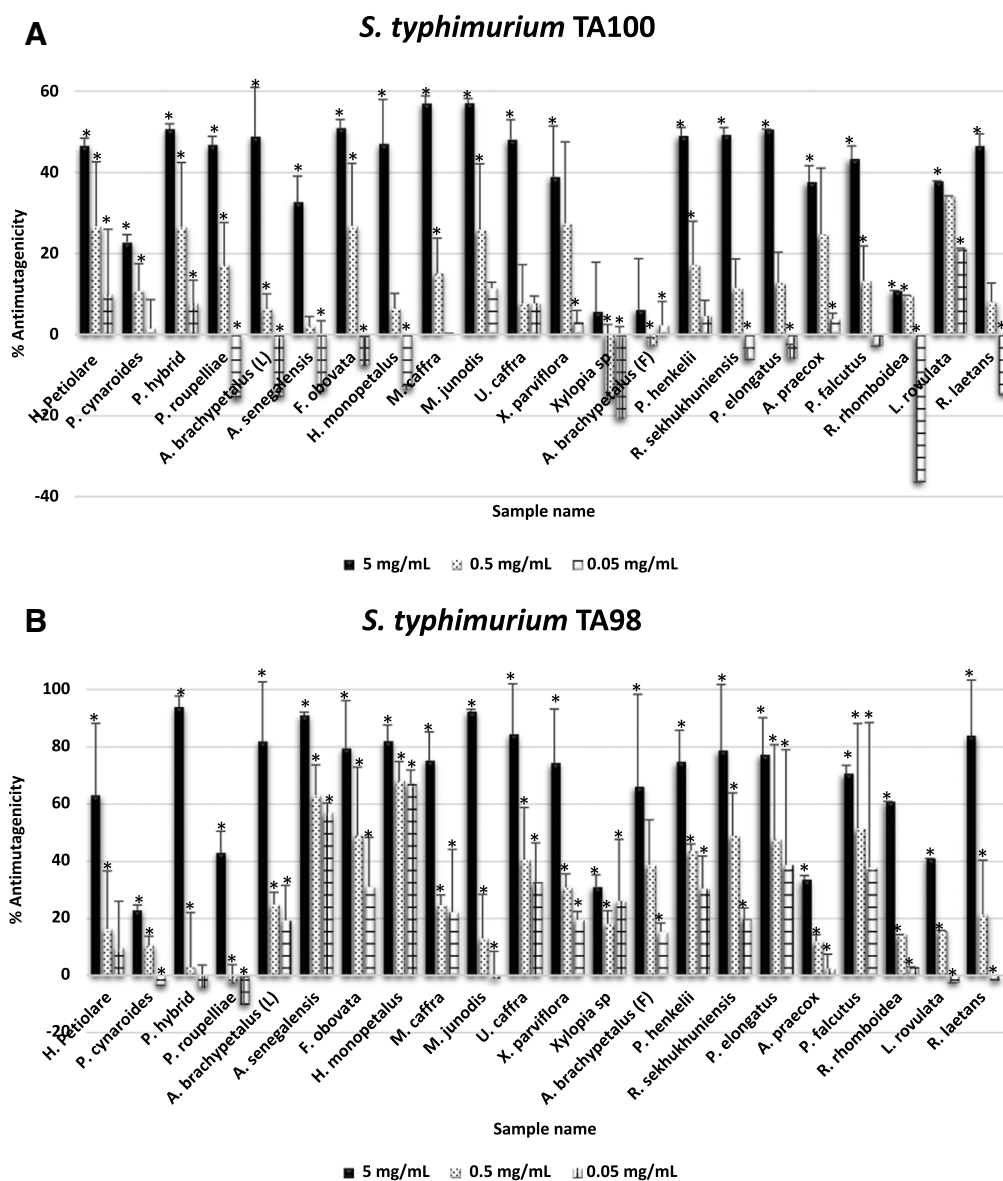 A
S. typhimurium TA100
60
40
20
0
-20
-40
% Antimutagenicity
H. Petiolare
P. cynaroides
P. hybrid
P. roupelliae
A. brachypetalus (L)
A. senegalensis
F. obovata
H. monopetalus
M. caffra
M. junodis
U. caffra
X. parviflora
Xylopia sp
A. brachypetalus (F)
P. henkelii
R. sekhukhuniensis
P. elongatus
A. praecox
P. falcutus
R. rhomboidea
L. rovulata
R. laetans
Sample name
5 mg/mL 0.5 mg/mL 0.05 mg/mL
B
S. typhimurium TA98
100
80
60
40
20
0
-20
% Antimutagenicity
H. Petiolare
P. cynaroides
P. hybrid
P. roupelliae
A. brachypetalus (L)
A. senegalensis
F. obovata
H. monopetalus
M. caffra
M. junodis
U. caffra
X. parviflora
Xylopia sp
A. brachypetalus (F)
P. henkelii
R. sekhukhuniensis
P. elongatus
A. praecox
P. falcutus
R. rhomboidea
L. rovulata
R. laetans
Sample name
5 mg/mL 0.5 mg/mL 0.05 mg/mL